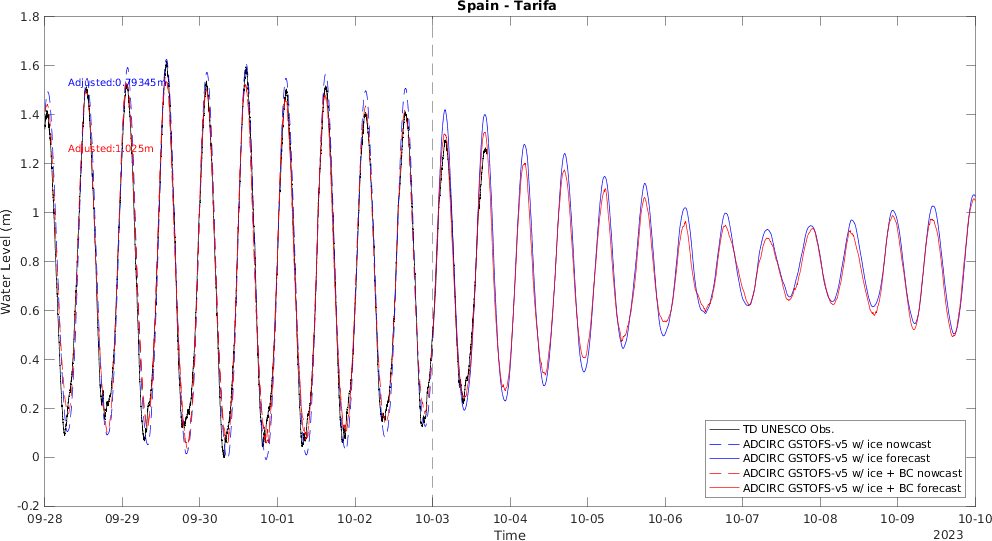 Spain - Tarifa
1.8
1.6
1.4
1.2
1
0.8
0.6
0.4
0.2
0
-0.2
Water Level (m)
Adjusted:0.79345m
Adjusted:1.025m
TD UNESCO Obs.
ADCIRC GSTOFS-v5 w/ ice nowcast
ADCIRC GSTOFS-v5 w/ ice forecast
ADCIRC GSTOFS-v5 w/ ice + BC nowcast
ADCIRC GSTOFS-v5 w/ ice + BC forecast
09-28 09-29 09-30 10-01 10-02 10-03 10-04 10-05 10-06 10-07 10-08 10-09 10-10
Time
2023